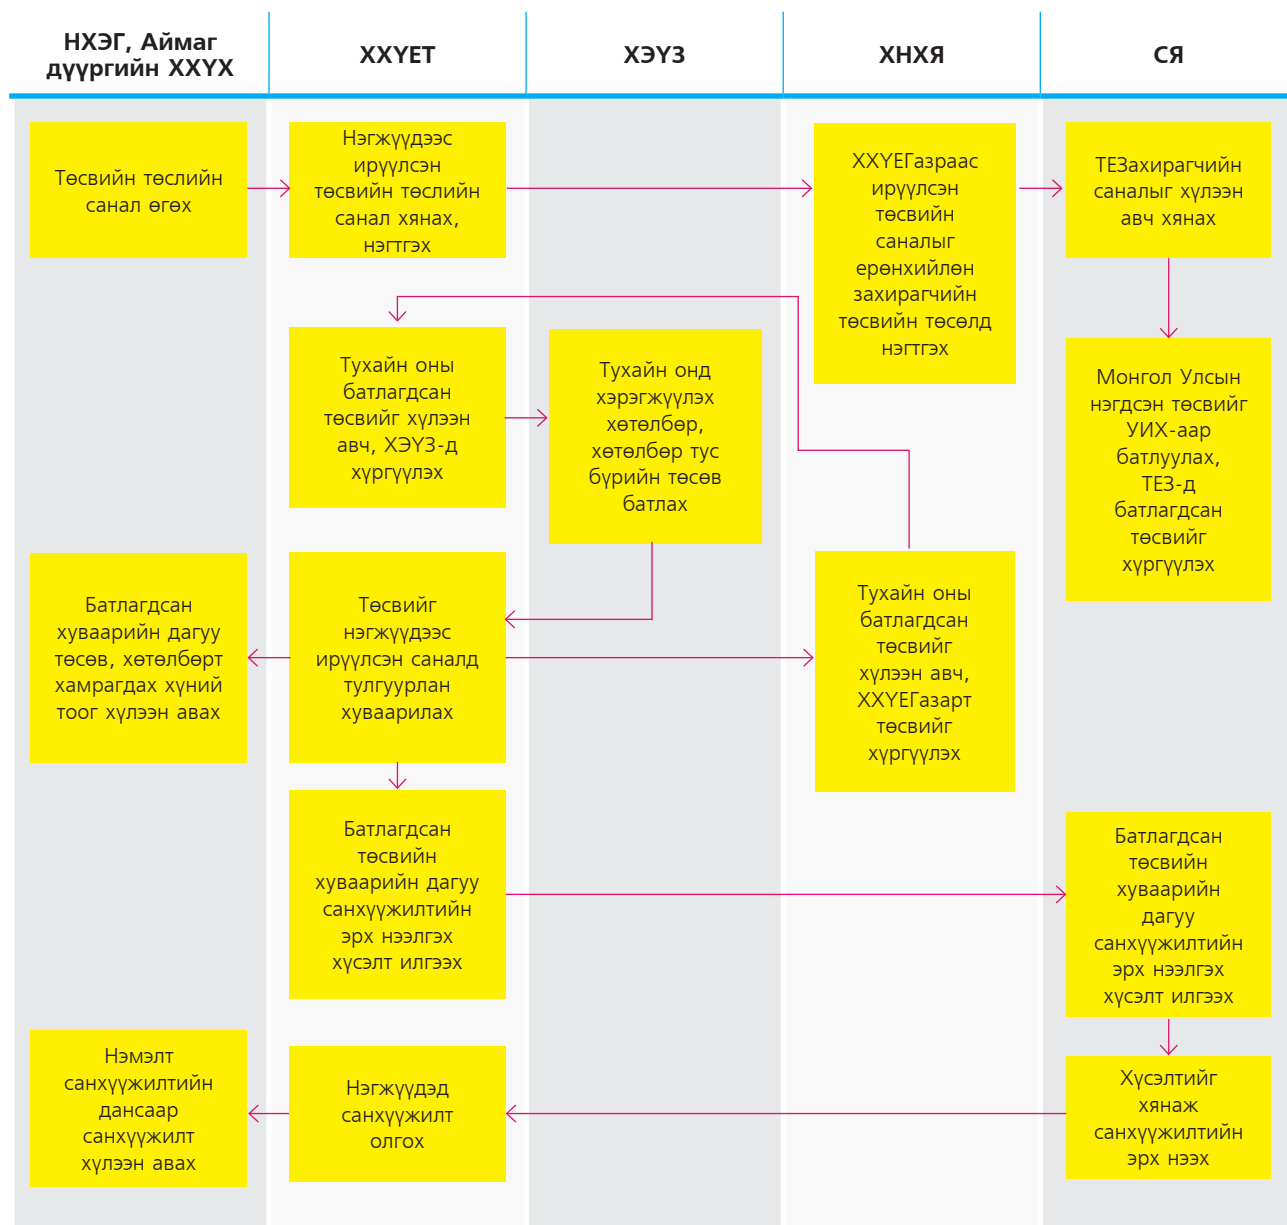 НХЭГ, Аймаг
дүүргийн ХХҮХ
ХХҮЕТ
ХЭҮЗ
ХНХЯ
СЯ
Төсвийн төслийн
санал өгөх
Нэгжүүдээс
ирүүлсэн
төсвийн төслийн
санал хянах,
нэгтгэх
ХХҮЕГазраас
ирүүлсэн
төсвийн
саналыг
ерөнхийлөн
захирагчийн
төсвийн төсөлд
нэгтгэх
ТЕЗахирагчийн
саналыг хүлээн
авч хянах
Тухайн оны
батлагдсан
төсвийг хүлээн
авч, ХЭҮЗ-д
хүргүүлэх
Тухайн онд
хэрэгжүүлэх
хөтөлбөр,
хөтөлбөр тус
бүрийн төсөв
батлах
Монгол Улсын
нэгдсэн төсвийг
УИХ-аар
батлуулах,
ТЕЗ-д
батлагдсан
төсвийг
хүргүүлэх
Батлагдсан
хуваарийн дагуу
төсөв, хөтөлбөрт
хамрагдах хүний
тоог хүлээн авах
Төсвийг
нэгжүүдээс
ирүүлсэн саналд
тулгуурлан
хуваарилах
Тухайн оны
батлагдсан
төсвийг
хүлээн авч,
ХХҮЕГазарт
төсвийг
хүргүүлэх
Батлагдсан
төсвийн
хуваарийн дагуу
санхүүжилтийн
эрх нээлгэх
хүсэлт илгээх
Батлагдсан
төсвийн
хуваарийн
дагуу
санхүүжилтийн
эрх нээлгэх
хүсэлт илгээх
Нэмэлт
санхүүжилтийн
дансаар
санхүүжилт
хүлээн авах
Нэгжүүдэд
санхүүжилт
олгох
Хүсэлтийг
хянаж
санхүүжилтийн
эрх нээх